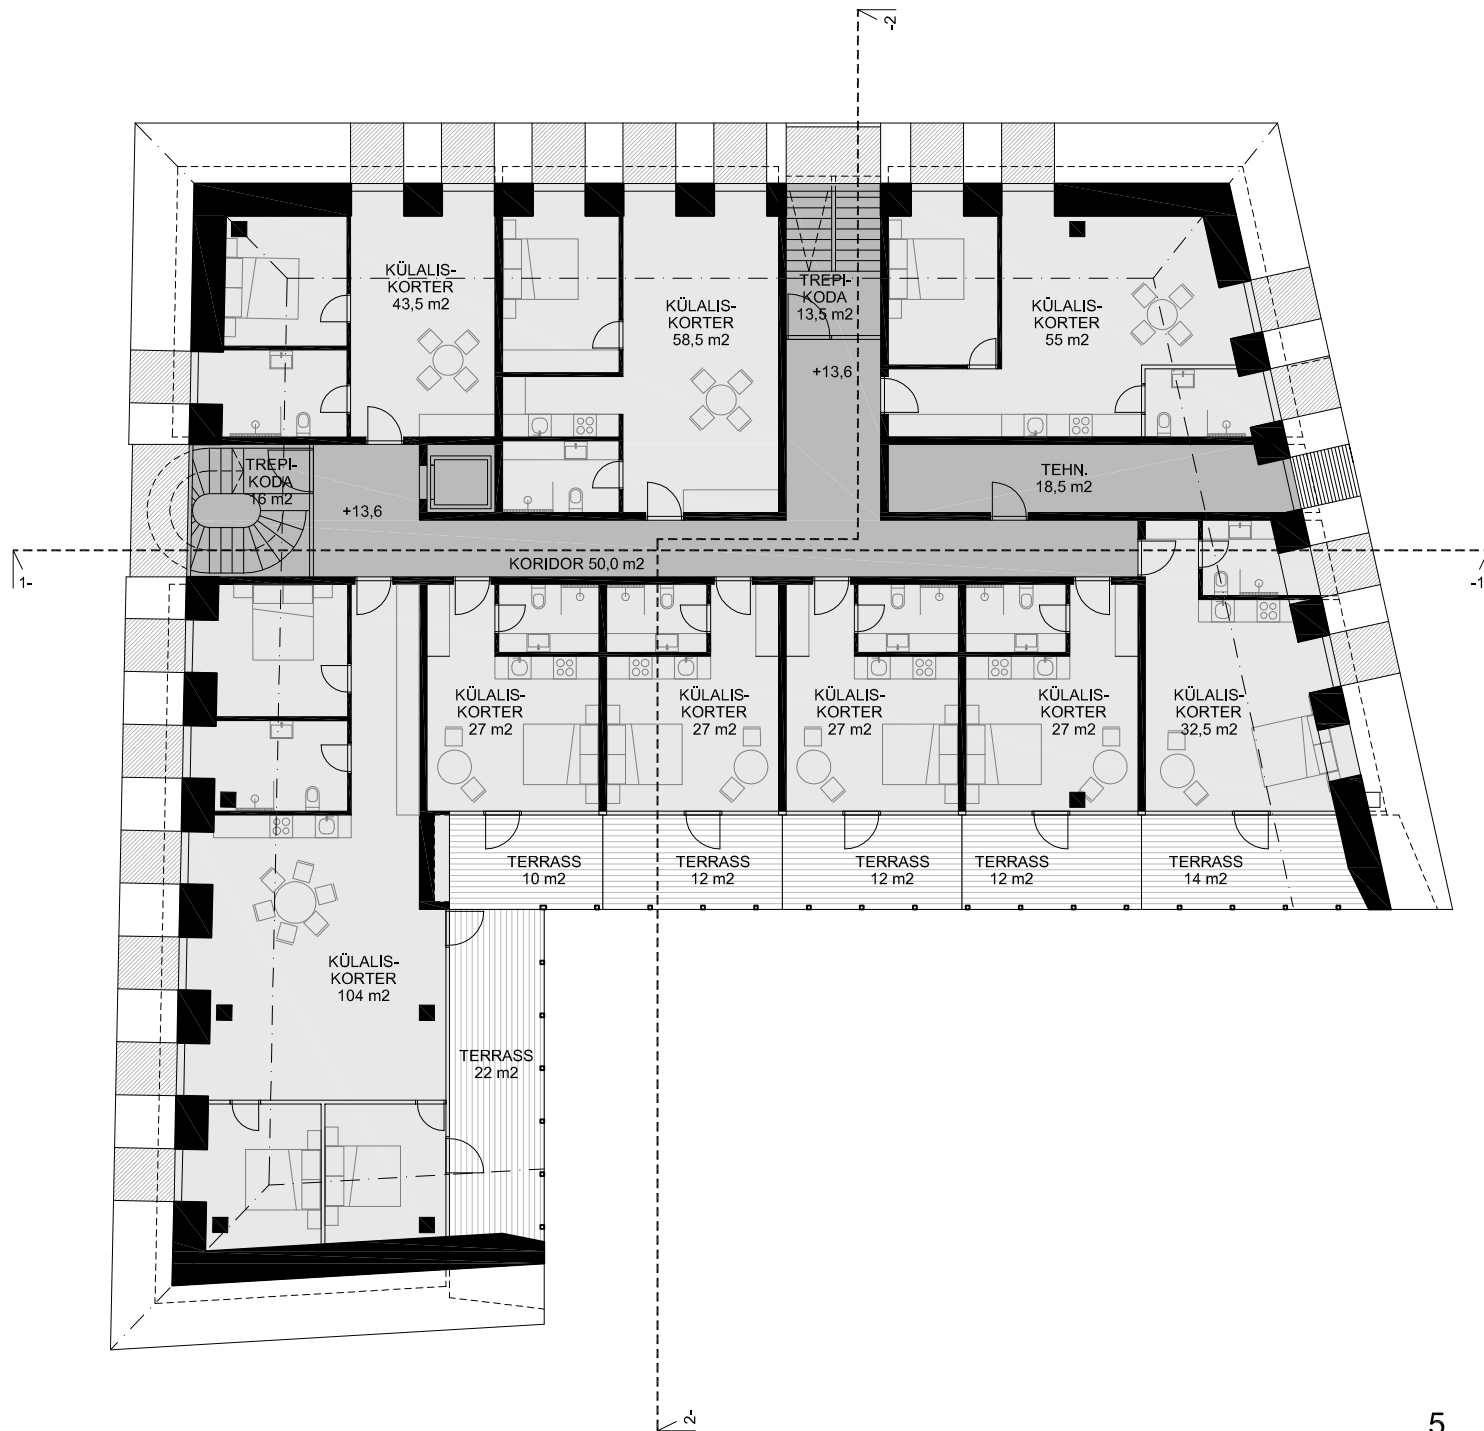 -2
KÜLALIS-
KORTER
43,5 m2
KÜLALIS-
KORTER
58,5 m2
TREPI-
KODA
13,5 m2
KÜLALIS-
KORTER
55 m2
+13,6
TREPI-
KODA
16 m2
+13,6
TEHN.
18,5 m2
KORIDOR 50,0 m2
1-
-1
KÜLALIS-
KORTER
27 m2
KÜLALIS-
KORTER
27 m2
KÜLALIS-
KORTER
27 m2
KÜLALIS-
KORTER
27 m2
KÜLALIS-
KORTER
32,5 m2
TERRASS
10 m2
TERRASS
12 m2
TERRASS
12 m2
TERRASS
12 m2
TERRASS
14 m2
KÜLALIS-
KORTER
104 m2
TERRASS
22 m2
2-
5